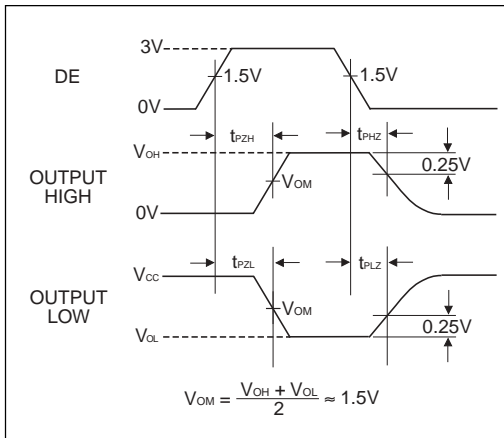 3V
DE
1.5V
1.5V
0V
tPZH
tPHZ
VOH
0.25V
OUTPUT
HIGH
VOM
0V
tPZL
tPLZ
VCC
OUTPUT
LOW
VOM
0.25V
VOL
VOM = VOH + VOL / 2 ≈ 1.5V